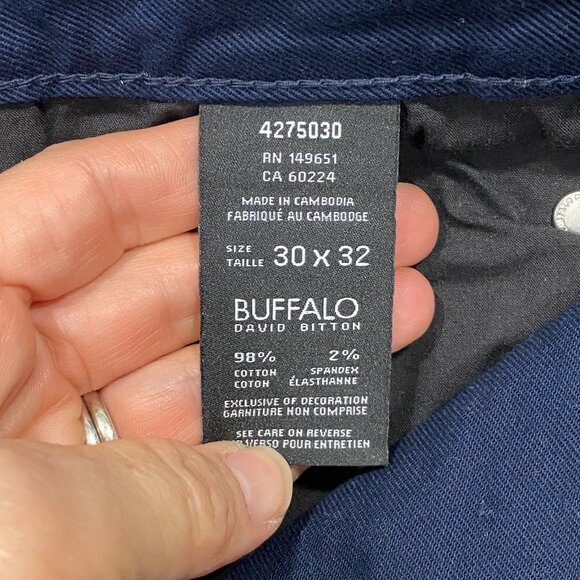 4275030
RN 149651
CA 60224
MADE IN CAMBODIA
FABRIQUÉ AU CAMBODGE
SIZE
TAILLE 30 X 32
BUFFALO
DAVID BITTON
98% 2%
COTTON SPANDEX
COTON ÉLASTHANNE
EXCLUSIVE OF DECORATION
GARNITURE NON COMPRISE
SEE CARE ON REVERSE
POUR ENTRETIEN